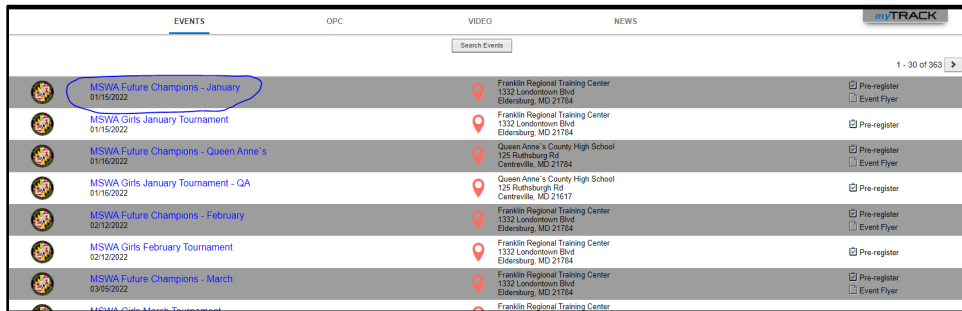 EVENTS OPC VIDEO NEWS myTRACK
Search Events
1 - 30 of 363
MSWA Future Champions - January
01/15/2022
Franklin Regional Training Center
1332 Londontown Blvd
Eldersburg, MD 21784
Pre-register
Event Flyer
MSWA Girls January Tournament
01/15/2022
Franklin Regional Training Center
1332 Londontown Blvd
Eldersburg, MD 21784
Pre-register
MSWA Future Champions - Queen Anne`s
01/16/2022
Queen Anne`s County High School
125 Ruthsburg Rd
Centreville, MD 21784
Pre-register
Event Flyer
MSWA Girls January Tournament - QA
01/16/2022
Queen Anne`s County High School
125 Ruthsburgh Rd
Centreville, MD 21617
Pre-register
MSWA Future Champions - February
02/12/2022
Franklin Regional Training Center
1332 Londontown Blvd
Eldersburg, MD 21784
Pre-register
Event Flyer
MSWA Girls February Tournament
02/12/2022
Franklin Regional Training Center
1332 Londontown Blvd
Eldersburg, MD 21784
Pre-register
MSWA Future Champions - March
03/05/2022
Franklin Regional Training Center
1332 Londontown Blvd
Eldersburg, MD 21784
Pre-register
Event Flyer
MSWA Girls March Tournament
Franklin Regional Training Center